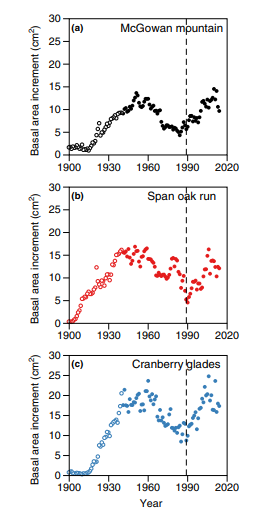 30
(a) McGowan mountain
25
20
15
10
5
0
Basal area increment (cm²)
1900 1930 1960 1990 2020
30
(b) Span oak run
25
20
15
10
5
0
Basal area increment (cm²)
1900 1930 1960 1990 2020
30
(c) Cranberry glades
25
20
15
10
5
0
Basal area increment (cm²)
1900 1930 1960 1990 2020
Year